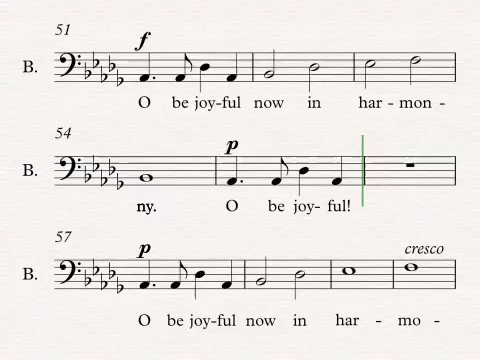 51
f
B.
O be joy-ful now in har - mon -
54
p
B.
ny. O be joy- ful!
57
p
cresco
B.
O be joy-ful now in har - mo -